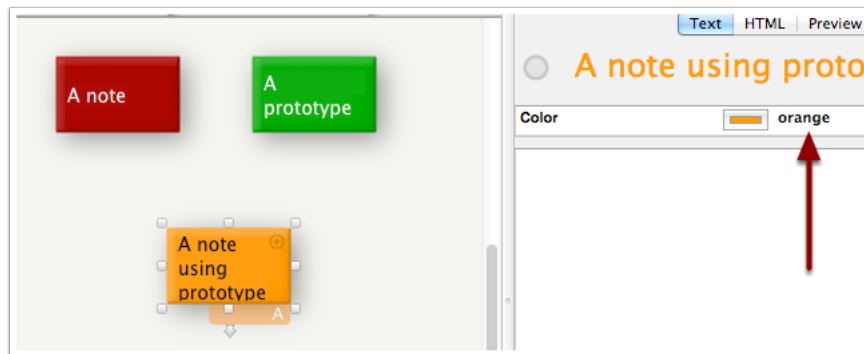 Text HTML Preview
A note
A
prototype
A note using proto
Color orange
A note
using
prototype
A